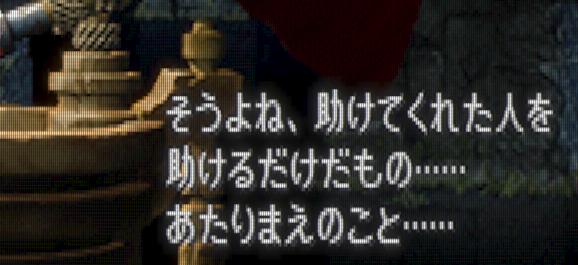 そうよね、助けてくれた人を
助けるだけだもの……
あたりまえのこと……